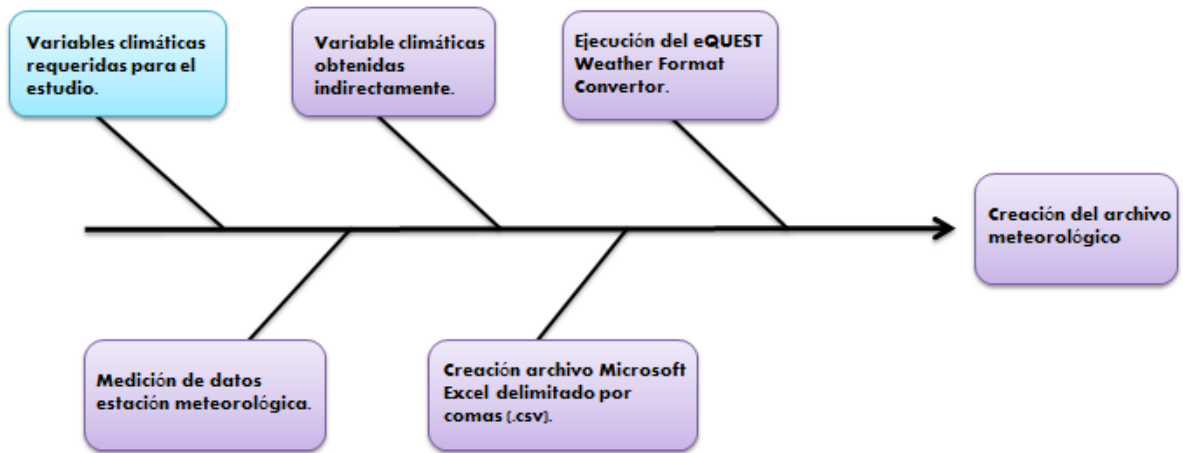 Variables climáticas
requeridas para el
estudio.
Variable climáticas
obtenidas
indirectamente.
Ejecución del eQUEST
Weather Format
Convertor.
Creación del archivo
meteorológico
Medición de datos
estación meteorológica.
Creación archivo Microsoft
Excel delimitado por
comas (.csv).